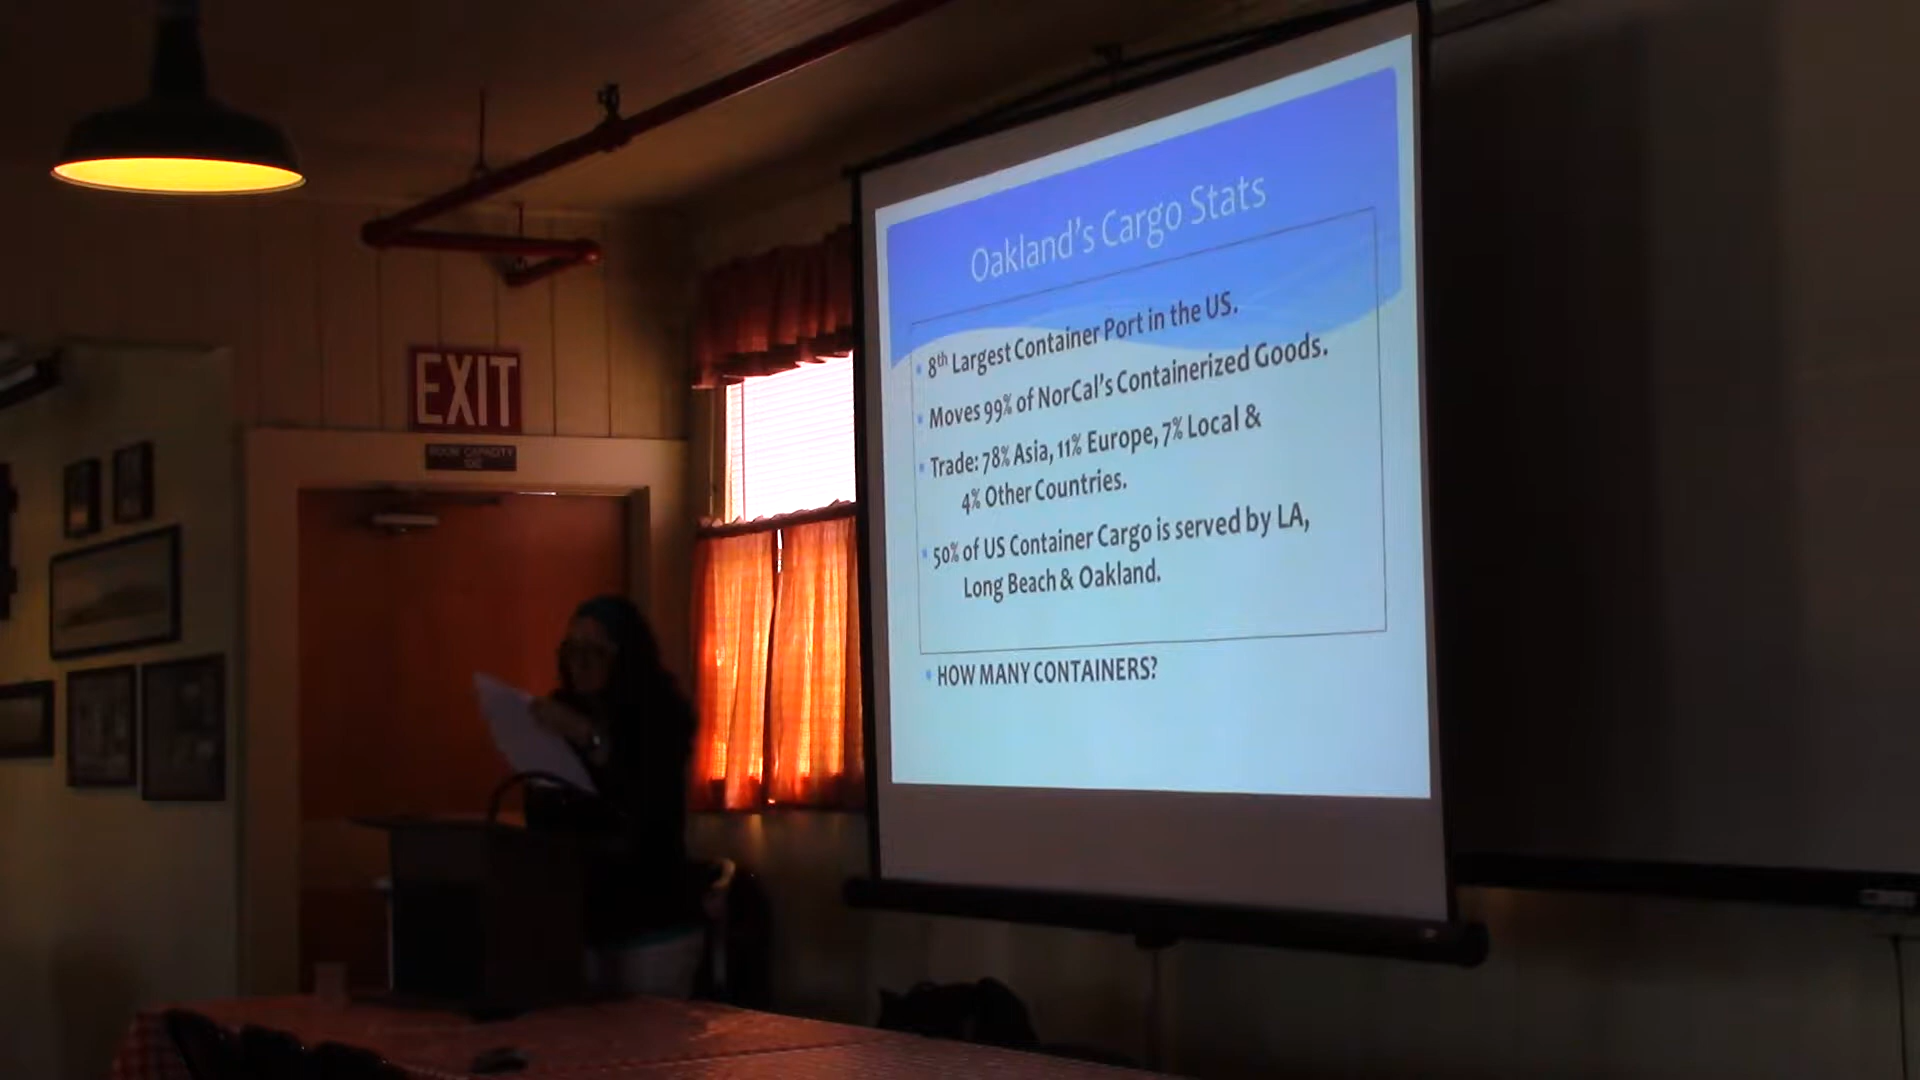 Oakland's Cargo Stats
8th Largest Container Port in the US.
Moves 99% of NorCal's Containerized Goods.
Trade: 78% Asia, 11% Europe, 7% Local &
4% Other Countries.
50% of US Container Cargo is served by LA,
Long Beach & Oakland.
HOW MANY CONTAINERS?
EXIT
ROOM CAPACITY